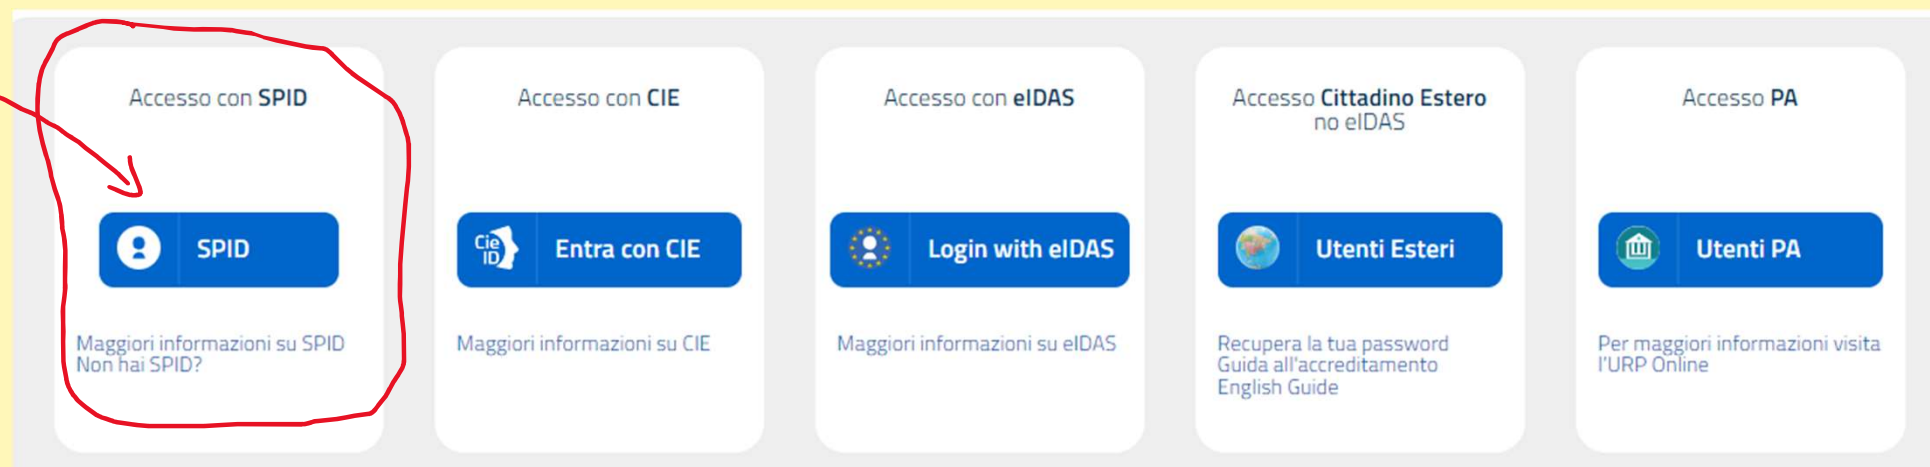 Accesso con SPID
SPID
Maggiori informazioni su SPID
Non hai SPID?
Accesso con CIE
Cie
ID
Entra con CIE
Maggiori informazioni su CIE
Accesso con eIDAS
Login with eIDAS
Maggiori informazioni su eIDAS
Accesso Cittadino Estero
no eIDAS
Utenti Esteri
Recupera la tua password
Guida all'accreditamento
English Guide
Accesso PA
Utenti PA
Per maggiori informazioni visita
l'URP Online